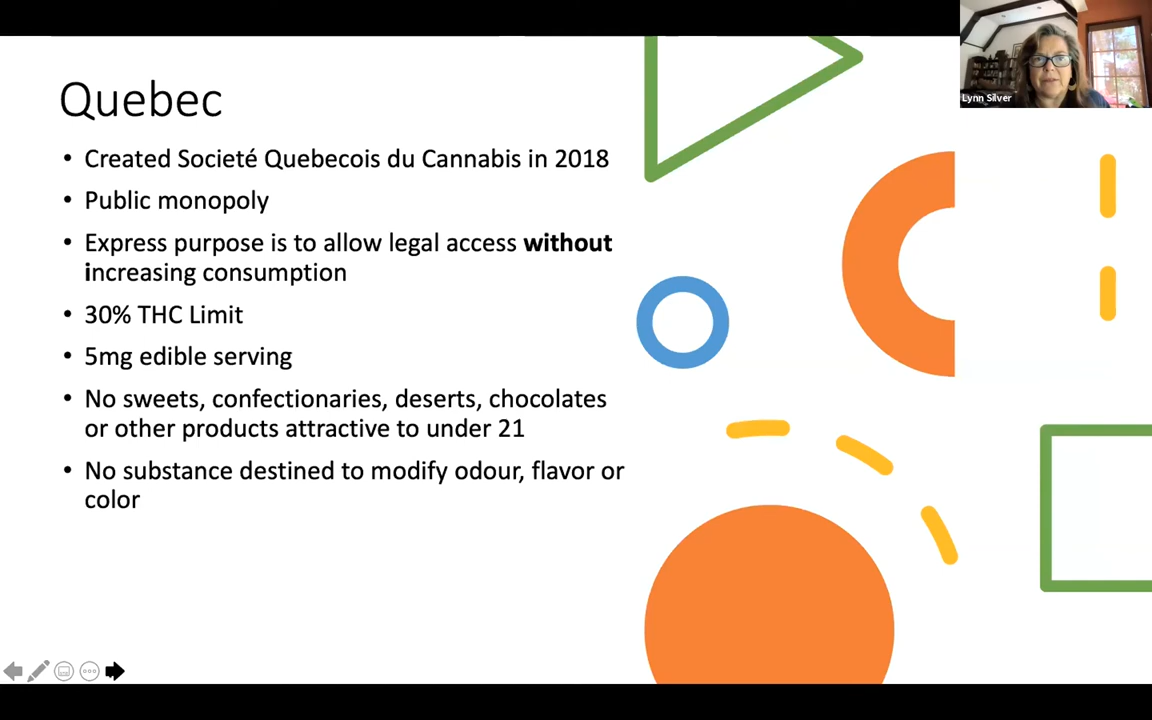 Quebec
• Created Societé Quebecois du Cannabis in 2018
• Public monopoly
• Express purpose is to allow legal access without
increasing consumption
• 30% THC Limit
• 5mg edible serving
• No sweets, confectionaries, deserts, chocolates
or other products attractive to under 21
• No substance destined to modify odour, flavor or
color
Lynn Silver